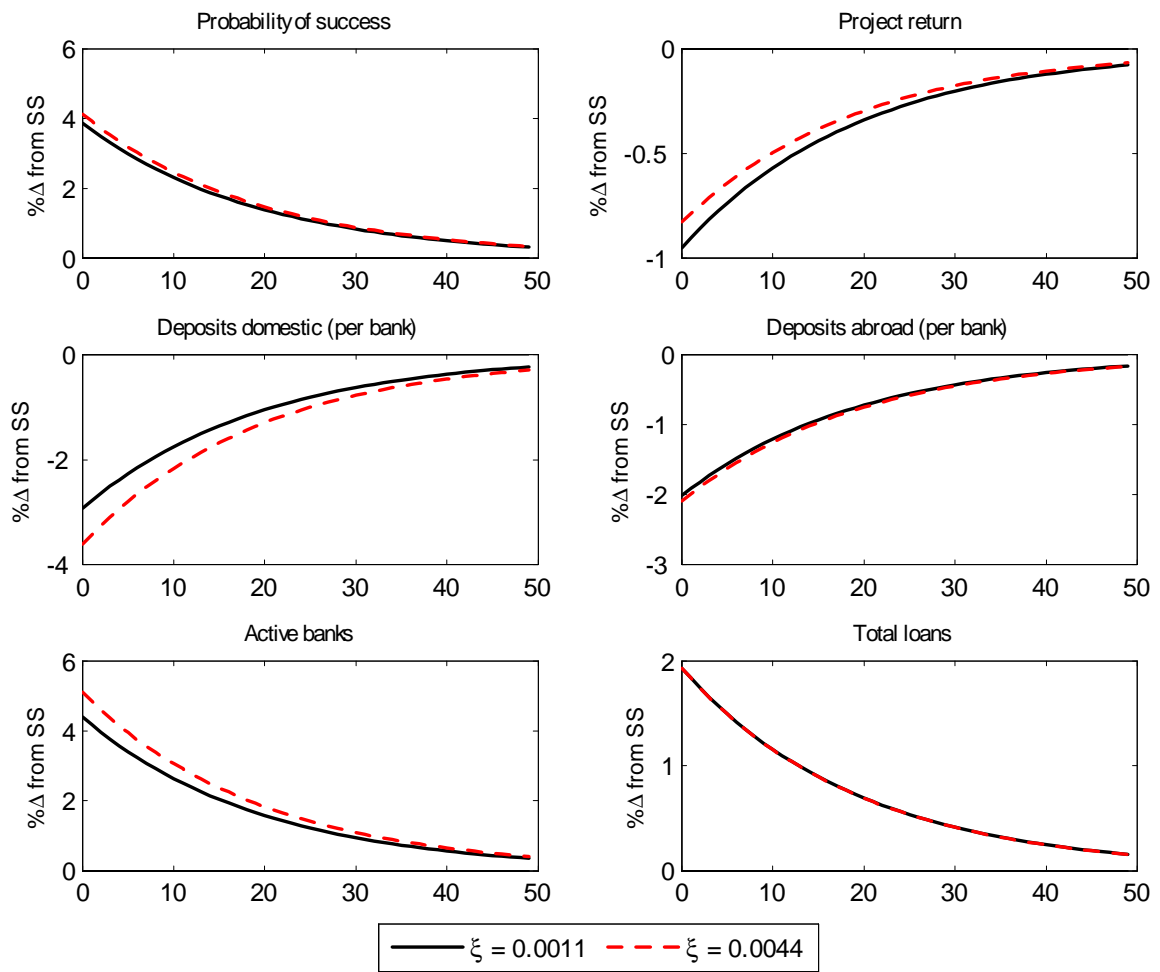 Probability of success
%Δ from SS
6
4
2
0
0 10 20 30 40 50
Project return
%Δ from SS
0
-0.5
-1
0 10 20 30 40 50
Deposits domestic (per bank)
%Δ from SS
0
-2
-4
0 10 20 30 40 50
Deposits abroad (per bank)
%Δ from SS
0
-1
-2
-3
0 10 20 30 40 50
Active banks
%Δ from SS
6
4
2
0
0 10 20 30 40 50
Total loans
%Δ from SS
2
1
0
0 10 20 30 40 50
ξ = 0.0011 ξ = 0.0044